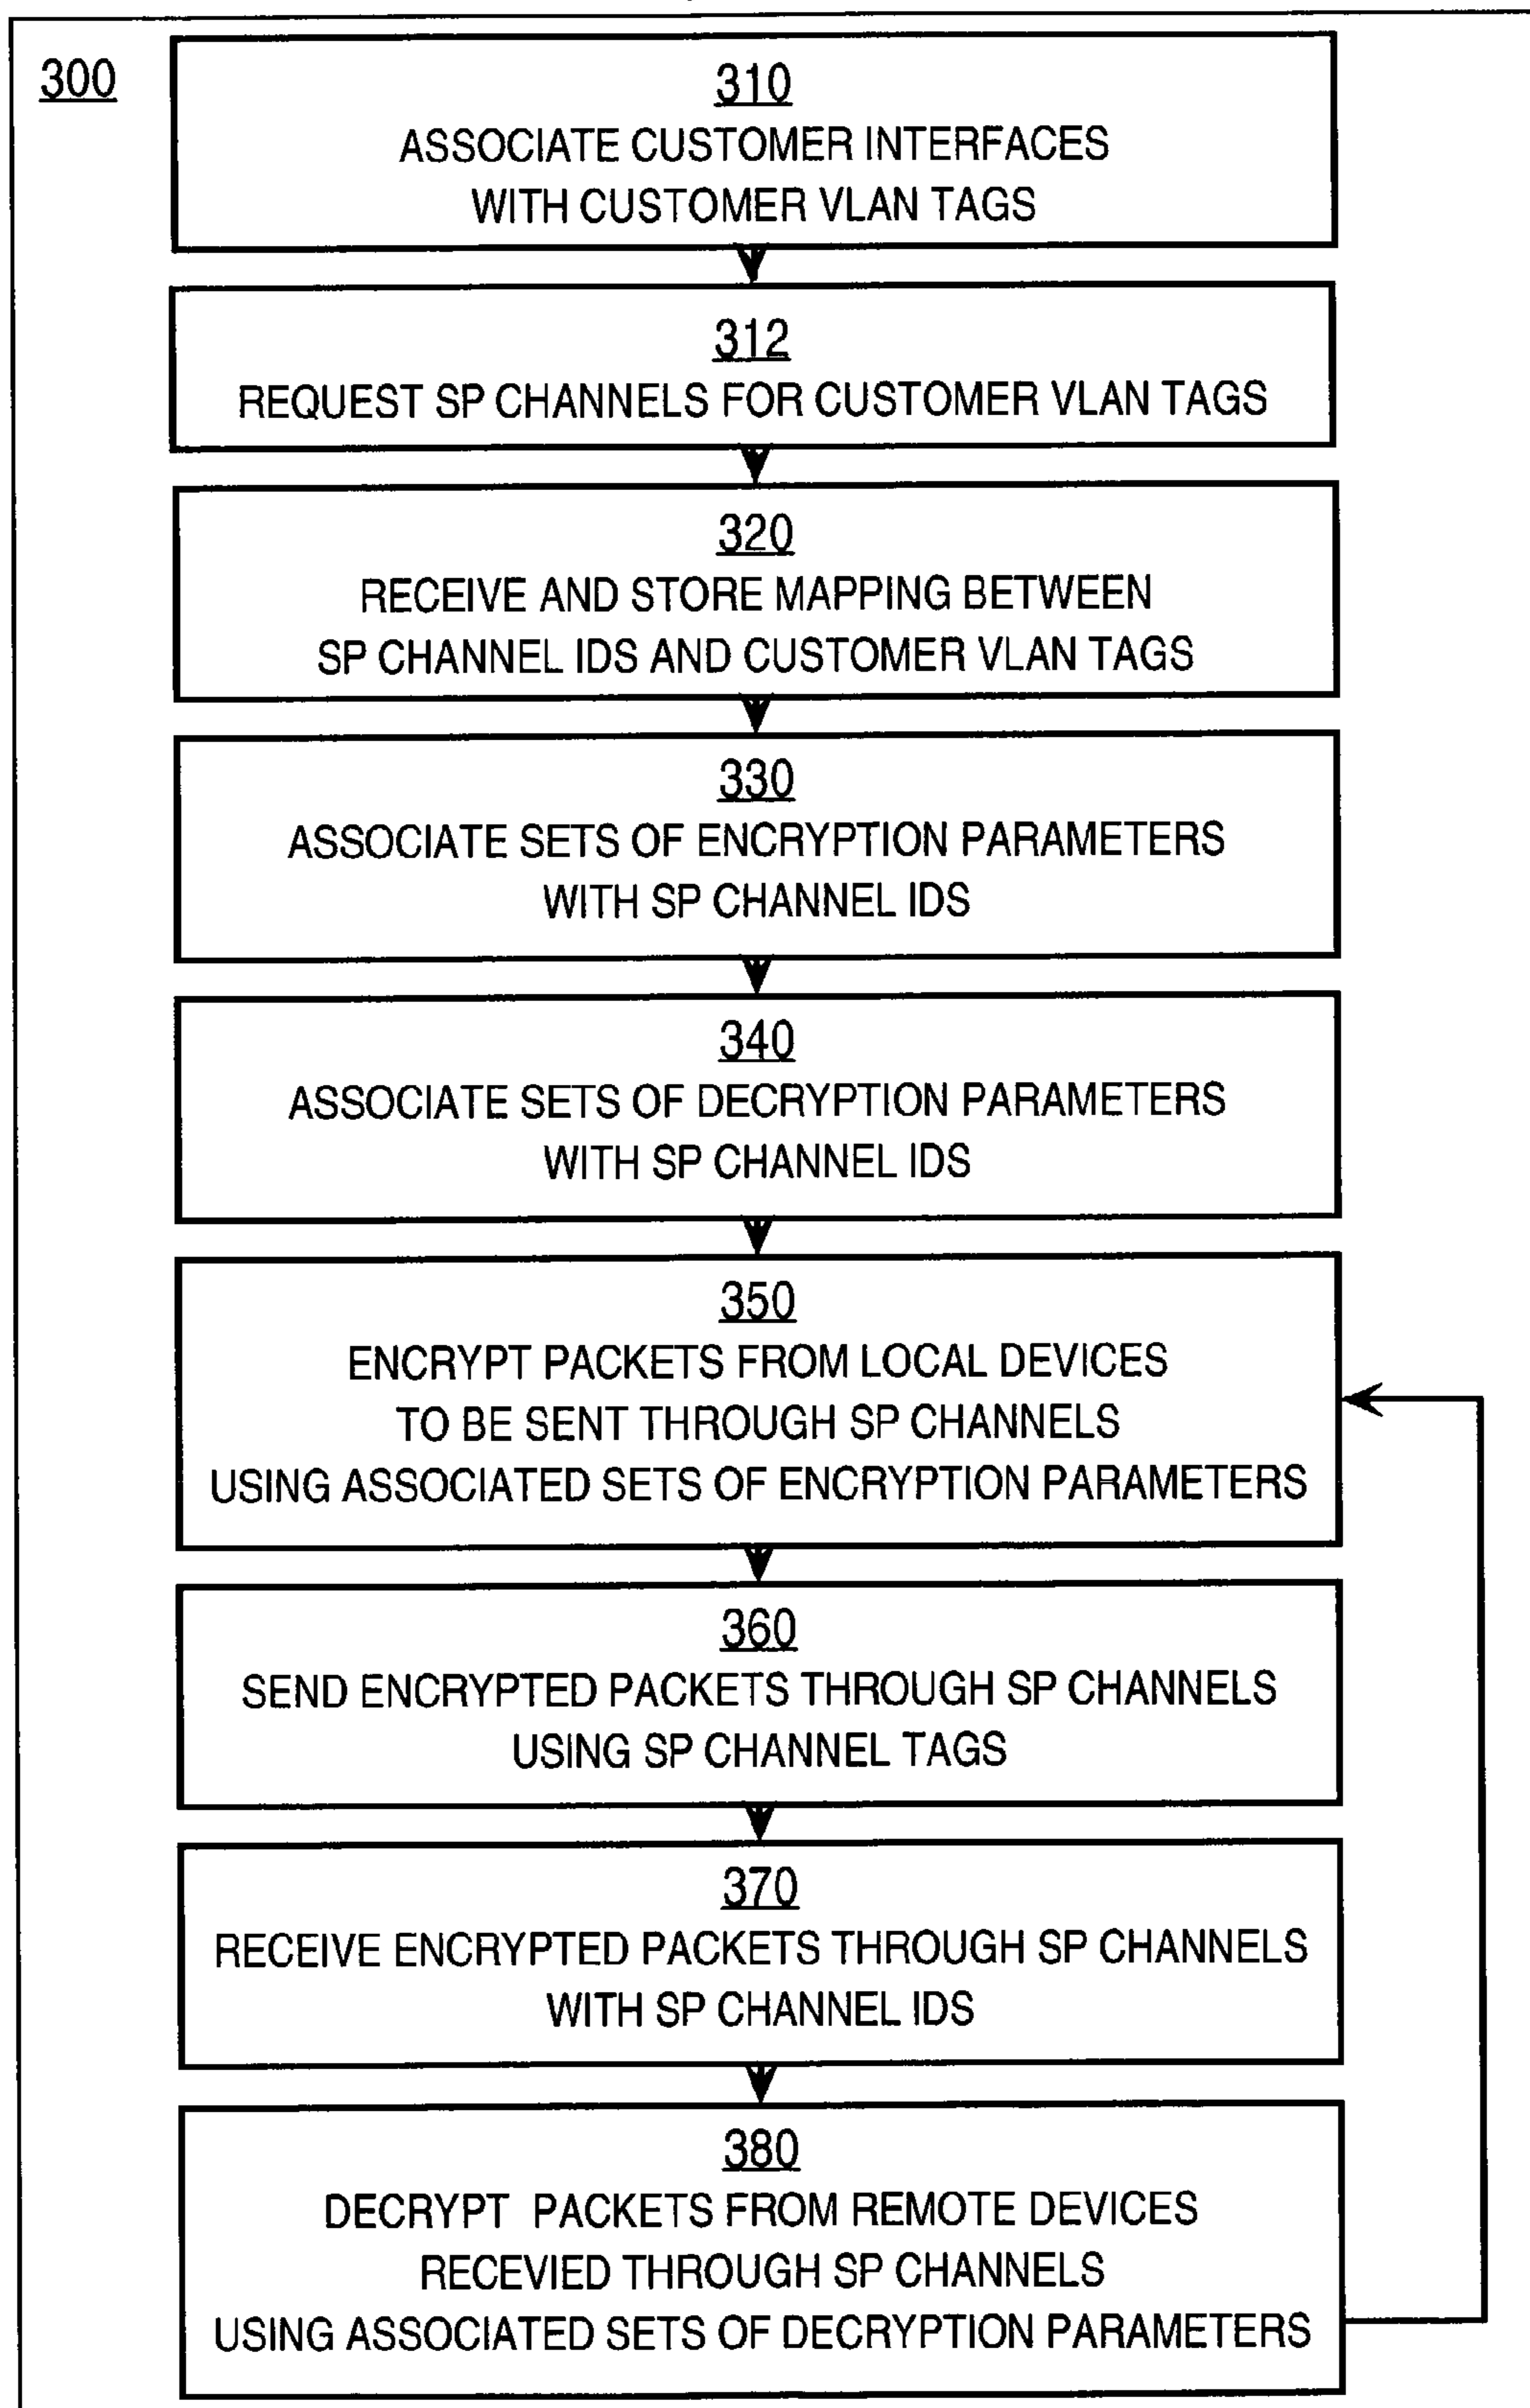 300
310
ASSOCIATE CUSTOMER INTERFACES
WITH CUSTOMER VLAN TAGS
312
REQUEST SP CHANNELS FOR CUSTOMER VLAN TAGS
320
RECEIVE AND STORE MAPPING BETWEEN
SP CHANNEL IDS AND CUSTOMER VLAN TAGS
330
ASSOCIATE SETS OF ENCRYPTION PARAMETERS
WITH SP CHANNEL IDS
340
ASSOCIATE SETS OF DECRYPTION PARAMETERS
WITH SP CHANNEL IDS
350
ENCRYPT PACKETS FROM LOCAL DEVICES
TO BE SENT THROUGH SP CHANNELS
USING ASSOCIATED SETS OF ENCRYPTION PARAMETERS
360
SEND ENCRYPTED PACKETS THROUGH SP CHANNELS
USING SP CHANNEL TAGS
370
RECEIVE ENCRYPTED PACKETS THROUGH SP CHANNELS
WITH SP CHANNEL IDS
380
DECRYPT PACKETS FROM REMOTE DEVICES
RECEVIED THROUGH SP CHANNELS
USING ASSOCIATED SETS OF DECRYPTION PARAMETERS